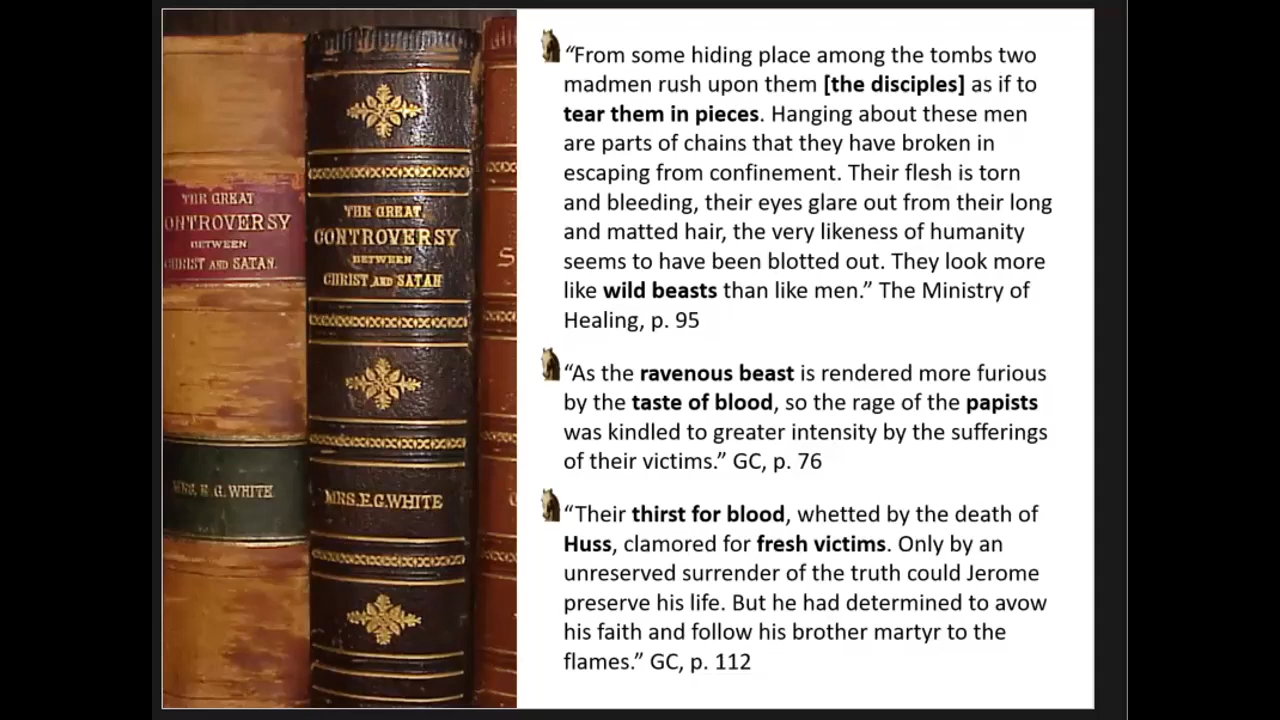 THE GREAT
CONTROVERSY
BETWEEN
CHRIST AND SATAN.
MRS. E. G. WHITE
THE GREAT
CONTROVERSY
BETWEEN
CHRIST AND SATAN
MRS. E.G. WHITE
S
“From some hiding place among the tombs two
madmen rush upon them [the disciples] as if to
tear them in pieces. Hanging about these men
are parts of chains that they have broken in
escaping from confinement. Their flesh is torn
and bleeding, their eyes glare out from their long
and matted hair, the very likeness of humanity
seems to have been blotted out. They look more
like wild beasts than like men.” The Ministry of
Healing, p. 95
“As the ravenous beast is rendered more furious
by the taste of blood, so the rage of the papists
was kindled to greater intensity by the sufferings
of their victims.” GC, p. 76
“Their thirst for blood, whetted by the death of
Huss, clamored for fresh victims. Only by an
unreserved surrender of the truth could Jerome
preserve his life. But he had determined to avow
his faith and follow his brother martyr to the
flames.” GC, p. 112